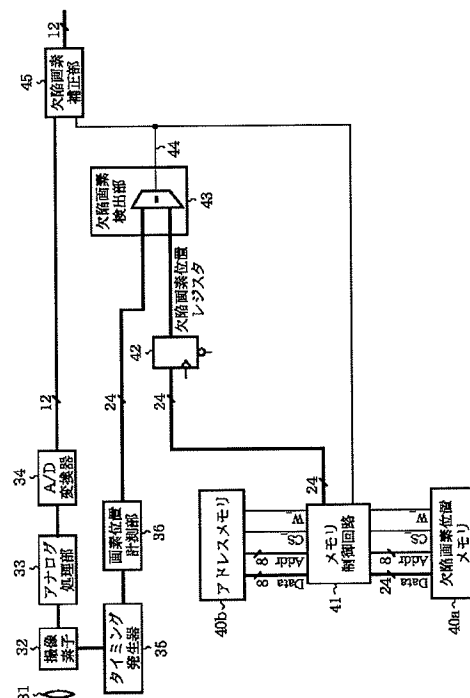 31
32
撮像
素子
33
アナログ
処理部
34
A/D
変換器
12
45
欠陥画素
補正部
12
35
タイミング
発生器
36
画素位置
計測部
24
欠陥画素
検出部
=
43
44
42
欠陥画素位置
レジスタ
24
24
40b
アドレスメモリ
Data
8
Addr
8
CS
W
41
メモリ
制御回路
Data
24
Addr
8
CS
W
40a
欠陥画素位置
メモリ